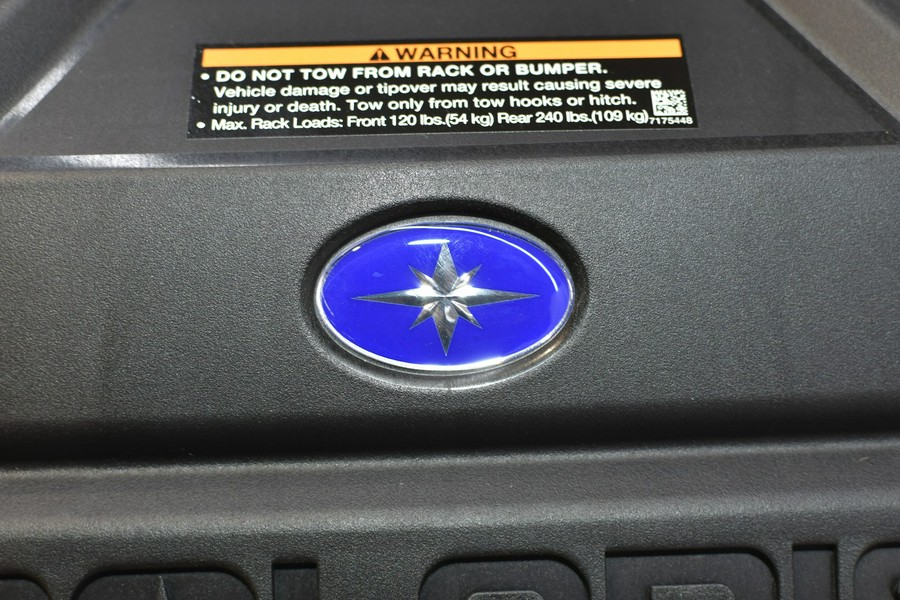 WARNING
• DO NOT TOW FROM RACK OR BUMPER.
Vehicle damage or tipover may result causing severe
injury or death. Tow only from tow hooks or hitch.
• Max. Rack Loads: Front 120 lbs.(54 kg) Rear 240 lbs.(109 kg)
7175448